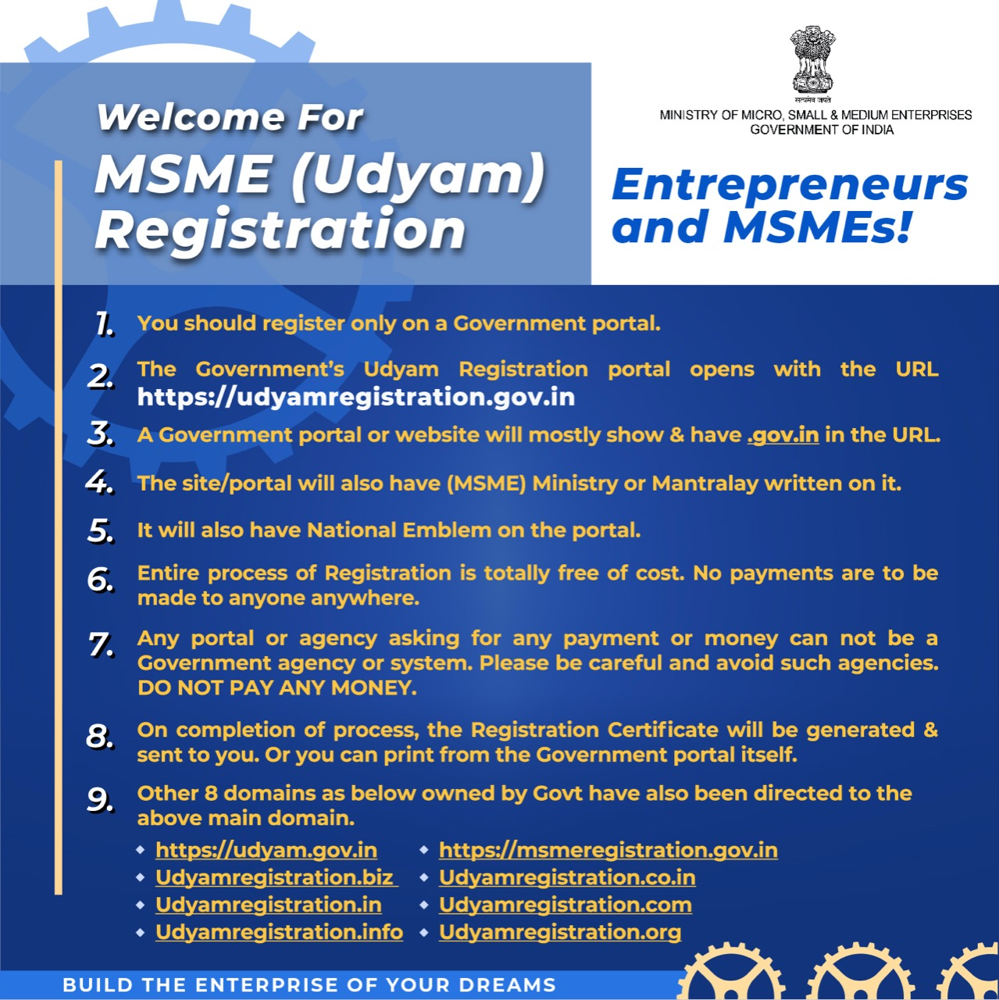 Welcome For
MSME (Udyam)
Registration
सत्यमेव जयते
MINISTRY OF MICRO, SMALL & MEDIUM ENTERPRISES
GOVERNMENT OF INDIA
Entrepreneurs
and MSMEs!
1. You should register only on a Government portal.
2. The Government's Udyam Registration portal opens with the URL
https://udyamregistration.gov.in
3. A Government portal or website will mostly show & have .gov.in in the URL.
4. The site/portal will also have (MSME) Ministry or Mantralay written on it.
5. It will also have National Emblem on the portal.
6. Entire process of Registration is totally free of cost. No payments are to be
made to anyone anywhere.
7. Any portal or agency asking for any payment or money can not be a
Government agency or system. Please be careful and avoid such agencies.
DO NOT PAY ANY MONEY.
8. On completion of process, the Registration Certificate will be generated &
sent to you. Or you can print from the Government portal itself.
9. Other 8 domains as below owned by Govt have also been directed to the
above main domain.
https://udyam.gov.in
https://msmeregistration.gov.in
Udyamregistration.biz
Udyamregistration.co.in
Udyamregistration.in
Udyamregistration.com
Udyamregistration.info
Udyamregistration.org
BUILD THE ENTERPRISE OF YOUR DREAMS